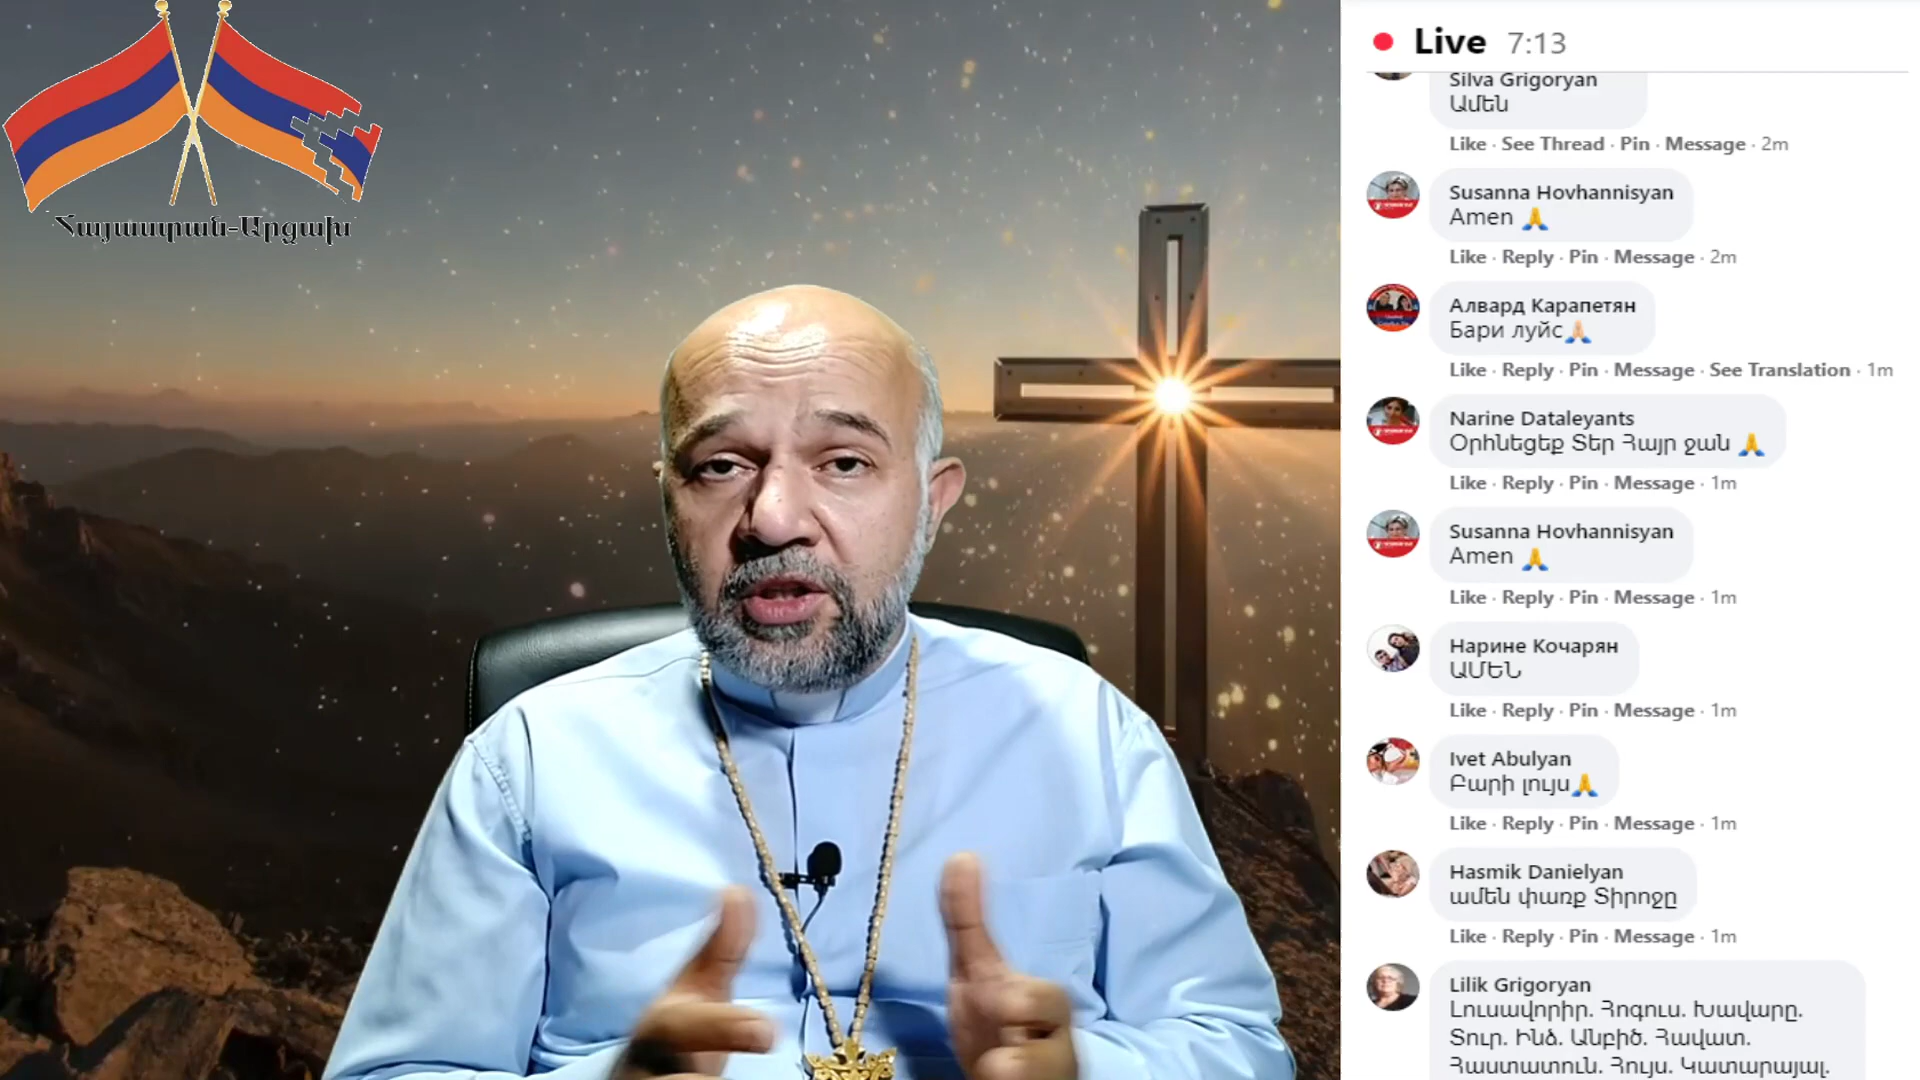 Հայաստան-Արցախ
Live 7:13
Silva Grigoryan
Ամեն
Like · See Thread · Pin · Message · 2m
Susanna Hovhannisyan
Amen 🙏
Like · Reply · Pin · Message · 2m
Алвард Карапетян
Бари луйс🙏🏻
Like · Reply · Pin · Message · See Translation · 1m
Narine Dataleyants
Օրհնեցեք Տեր Հայր ջան 🙏
Like · Reply · Pin · Message · 1m
Susanna Hovhannisyan
Amen 🙏
Like · Reply · Pin · Message · 1m
Нарине Кочарян
ԱՄԵՆ
Like · Reply · Pin · Message · 1m
Ivet Abulyan
Բարի լույս🙏
Like · Reply · Pin · Message · 1m
Hasmik Danielyan
ամեն փառք Տիրոջը
Like · Reply · Pin · Message · 1m
Lilik Grigoryan
Լուսավորիր. Հոգուս. Խավարը.
Տուր. Ինձ. Անբիծ. Հավատ.
Հաստատուն. Հույս. Կատարայալ.